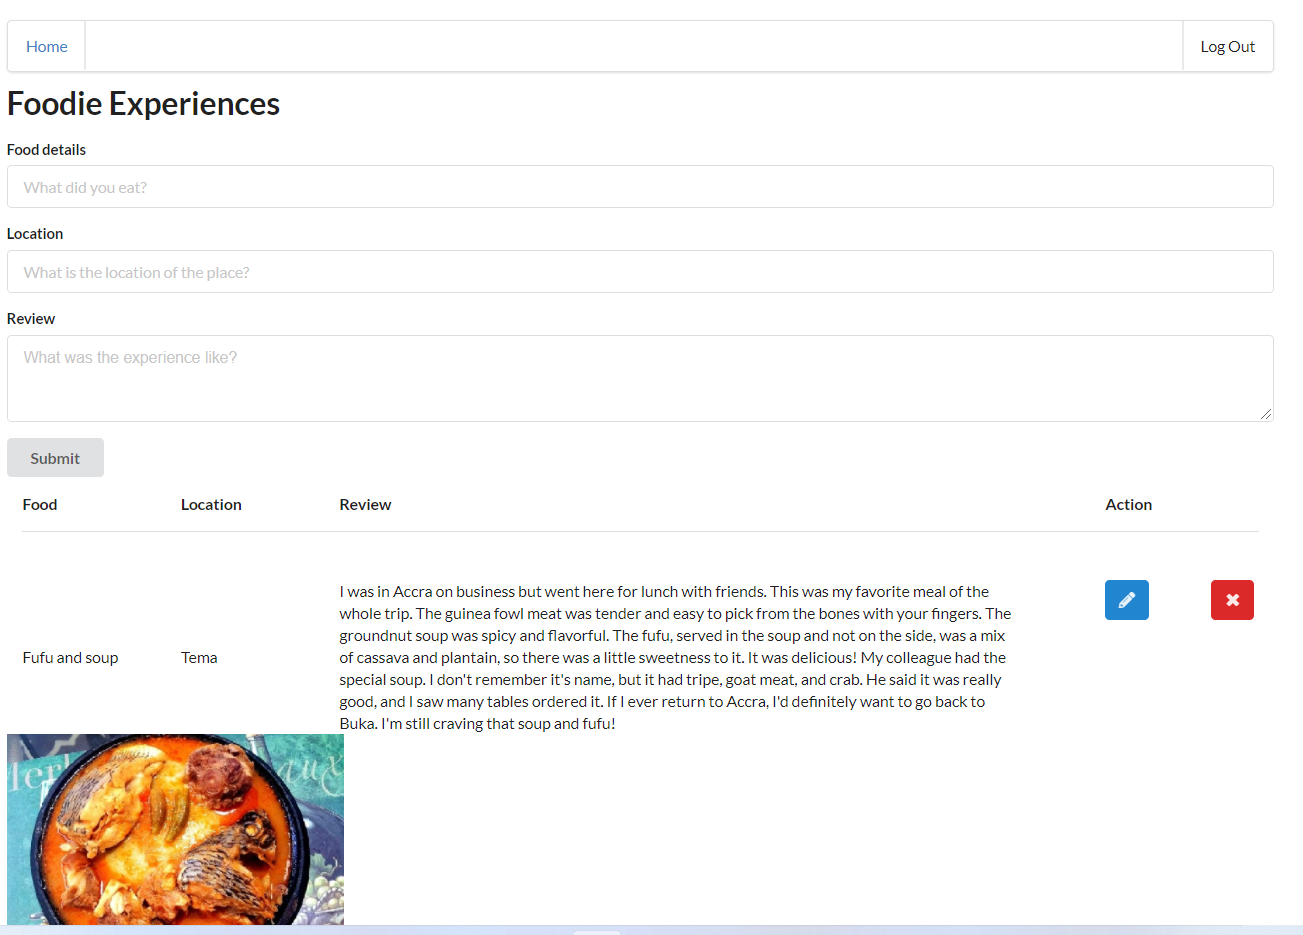 Home
Log Out
Foodie Experiences
Food details
What did you eat?
Location
What is the location of the place?
Review
What was the experience like?
Submit
Food Location Review Action
Fufu and soup
Tema
I was in Accra on business but went here for lunch with friends. This was my favorite meal of the
whole trip. The guinea fowl meat was tender and easy to pick from the bones with your fingers. The
groundnut soup was spicy and flavorful. The fufu, served in the soup and not on the side, was a mix
of cassava and plantain, so there was a little sweetness to it. It was delicious! My colleague had the
special soup. I don't remember it's name, but it had tripe, goat meat, and crab. He said it was really
good, and I saw many tables ordered it. If I ever return to Accra, I'd definitely want to go back to
Buka. I'm still craving that soup and fufu!